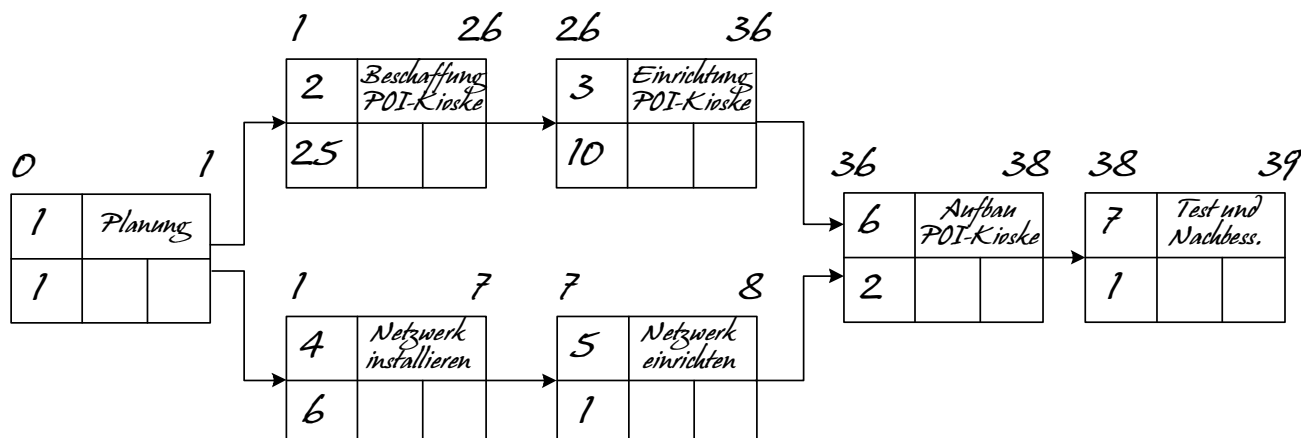 1 26
2 Beschaffung
POI-Kioske
25
26 36
3 Einrichtung
POI-Kioske
10
0 1
1 Planung
1
36 38
6 Aufbau
POI-Kioske
2
38 39
7 Test und
Nachbess.
1
1 7
4 Netzwerk
installieren
6
7 8
5 Netzwerk
einrichten
1